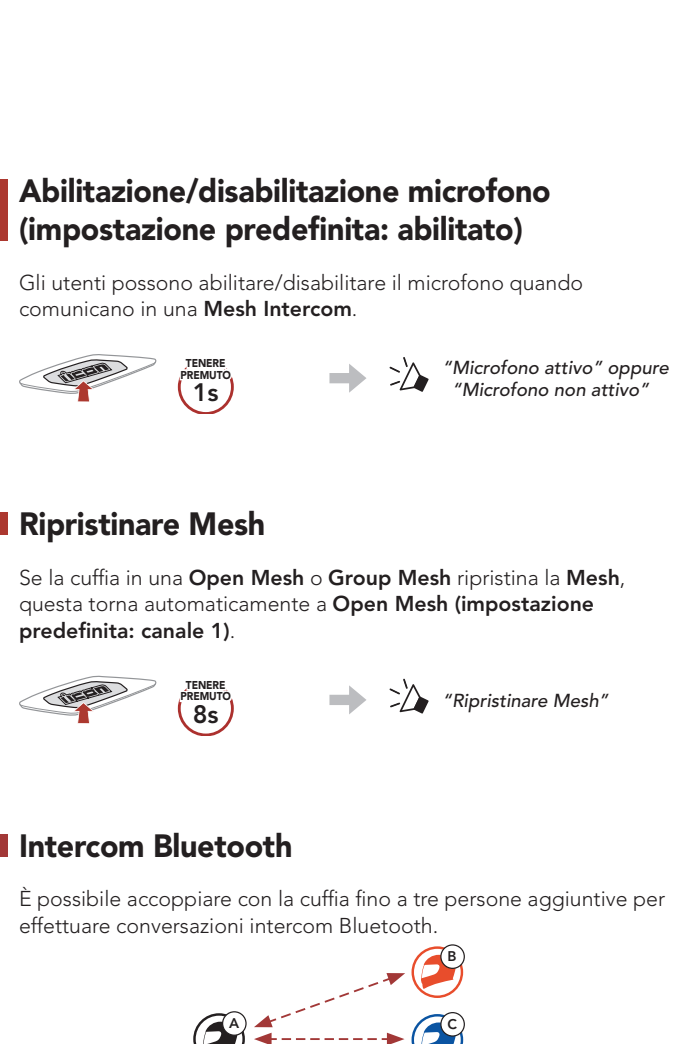 Abilitazione/disabilitazione microfono
(impostazione predefinita: abilitato)
Gli utenti possono abilitare/disabilitare il microfono quando
comunicano in una Mesh Intercom.
icon
TENERE
PREMUTO
1s
“Microfono attivo” oppure
“Microfono non attivo”
Ripristinare Mesh
Se la cuffia in una Open Mesh o Group Mesh ripristina la Mesh,
questa torna automaticamente a Open Mesh (impostazione
predefinita: canale 1).
icon
TENERE
PREMUTO
8s
“Ripristinare Mesh”
Intercom Bluetooth
È possibile accoppiare con la cuffia fino a tre persone aggiuntive per
effettuare conversazioni intercom Bluetooth.
B
A
C